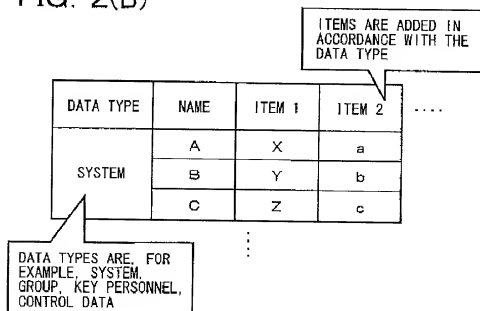 FIG. 2(B)
ITEMS ARE ADDED IN
ACCORDANCE WITH THE
DATA TYPE
DATA TYPE NAME ITEM 1 ITEM 2 ....
SYSTEM
A X a
B Y b
C Z c
DATA TYPES ARE, FOR
EXAMPLE, SYSTEM,
GROUP, KEY PERSONNEL,
CONTROL DATA